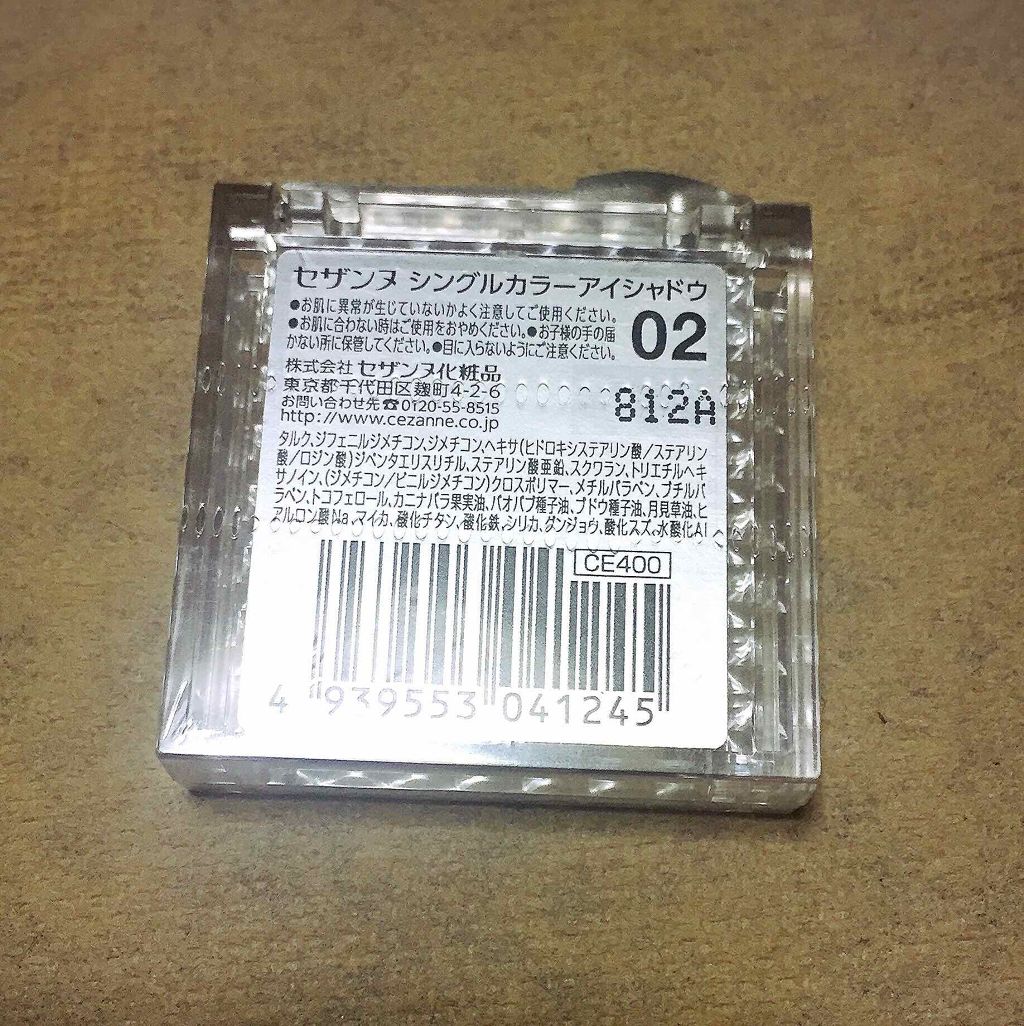 セザンヌ シングルカラーアイシャドウ
●お肌に異常が生じていないかよく注意してご使用ください。
●お肌に合わない時はご使用をおやめください。●お子様の手の届
かない所に保管してください。●目に入らないようにご注意ください。
02
株式会社 セザンヌ化粧品
東京都千代田区麹町4-2-6
812A
お問い合わせ先☎0120-55-8515
http://www.cezanne.co.jp
タルク、ジフェニルジメチコン、ジメチコン、ヘキサ(ヒドロキシステアリン酸/ステアリン
酸/ロジン酸)ジペンタエリスリチル、ステアリン酸亜鉛、スクワラン、トリエチルヘキ
サノイン、(ジメチコン/ビニルジメチコン)クロスポリマー、メチルパラベン、ブチルパ
ラベン、トコフェロール、カニナバラ果実油、バオバブ種子油、ブドウ種子油、月見草油、ヒ
アルロン酸Na、マイカ、酸化チタン、酸化鉄、シリカ、グンジョウ、酸化スズ、水酸化Al
CE400
4 939553 041245